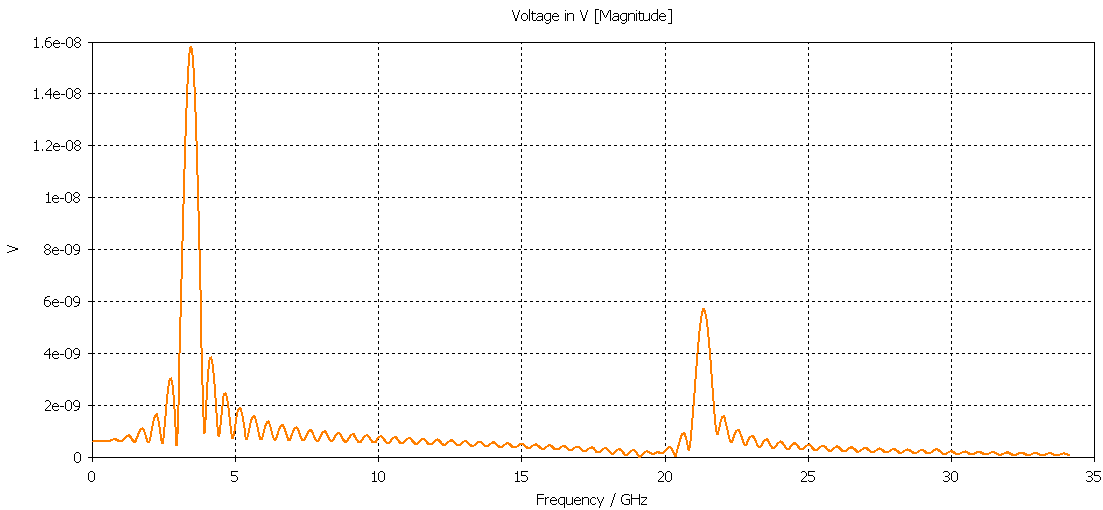 Voltage in V [Magnitude]
1.6e-08
1.4e-08
1.2e-08
1e-08
8e-09
6e-09
4e-09
2e-09
0
V
0 5 10 15 20 25 30 35
Frequency / GHz